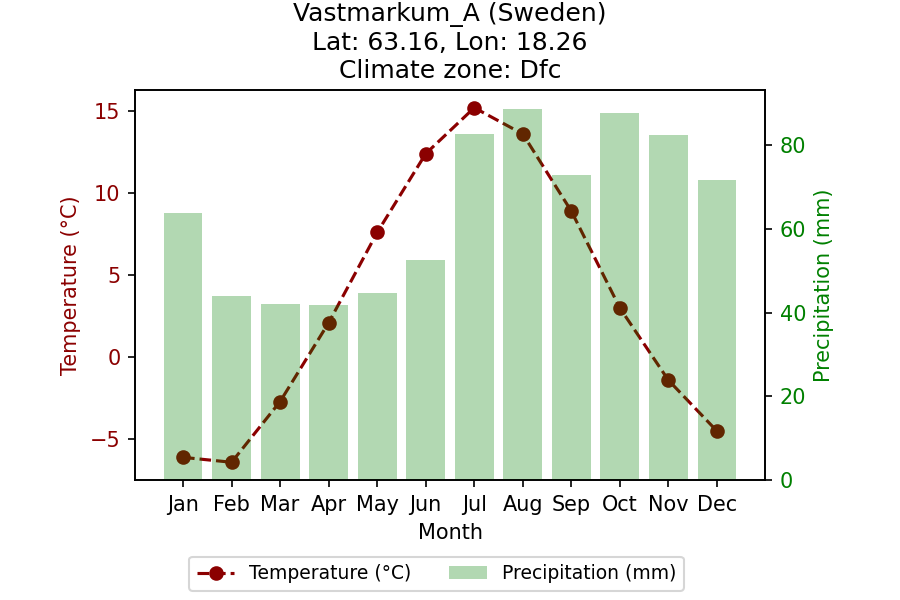 Vastmarkum_A (Sweden)
Lat: 63.16, Lon: 18.26
Climate zone: Dfc
15
10
5
0
−5
Temperature (°C)
80
60
40
20
0
Precipitation (mm)
Jan Feb Mar Apr May Jun Jul Aug Sep Oct Nov Dec
Month
Temperature (°C) Precipitation (mm)